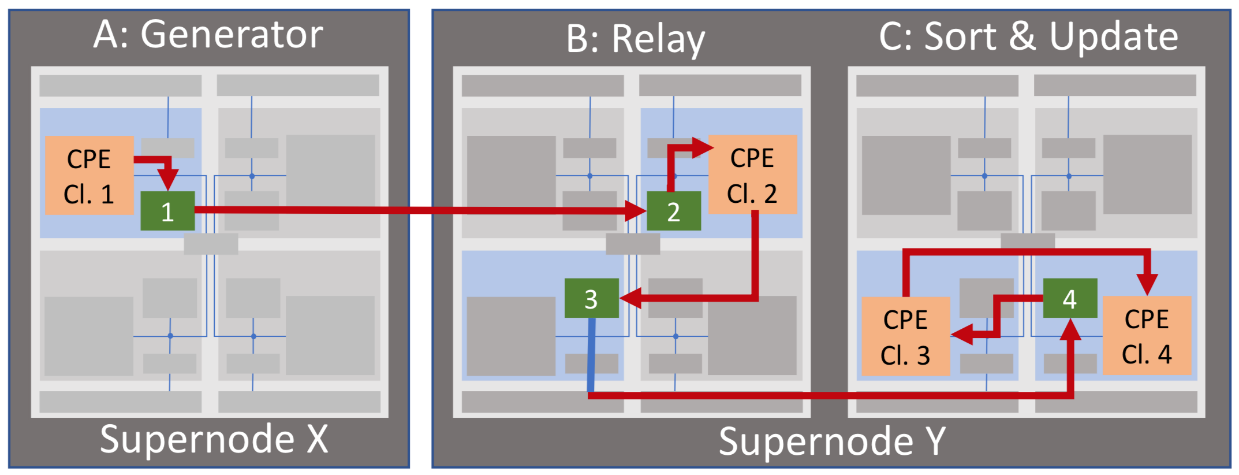 A: Generator
B: Relay
C: Sort & Update
CPE
Cl. 1
1
2
CPE
Cl. 2
3
CPE
Cl. 3
4
CPE
Cl. 4
Supernode X
Supernode Y